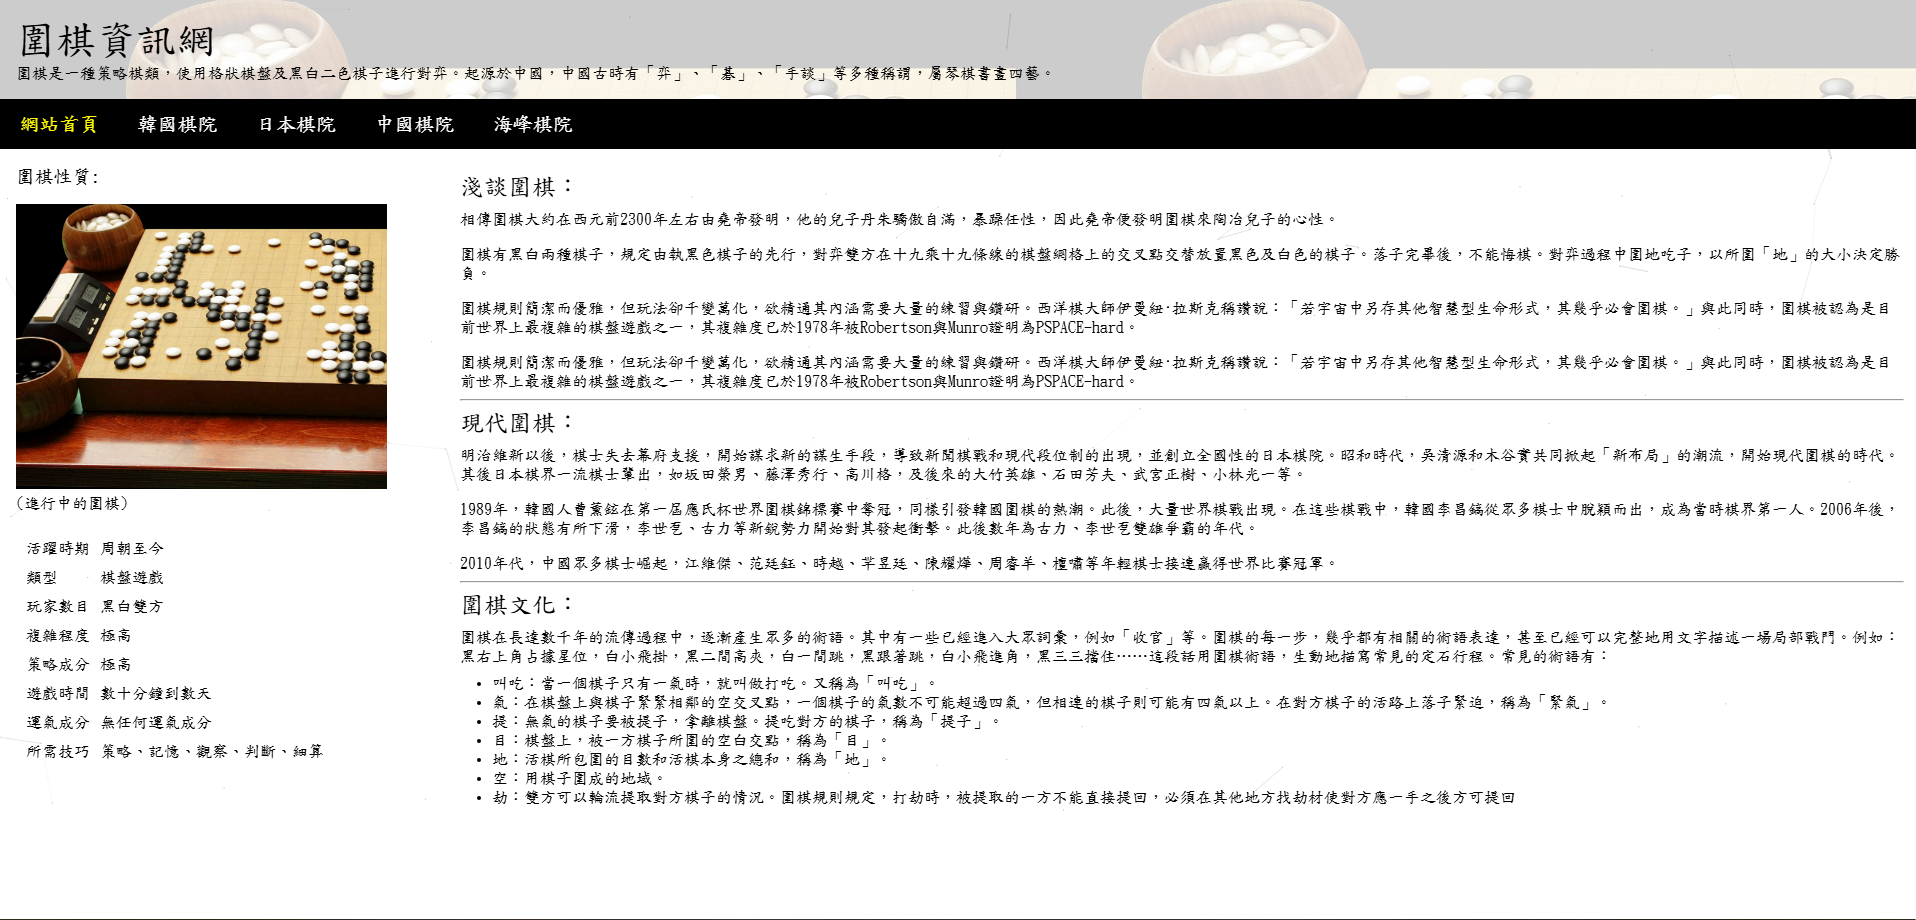 圍棋資訊網
圍棋是一種策略棋類，使用格狀棋盤及黑白二色棋子進行對弈。起源於中國，中國古時有「弈」、「碁」、「手談」等多種稱謂，屬琴棋書畫四藝。
網站首頁 韓國棋院 日本棋院 中國棋院 海峰棋院
圍棋性質:
(進行中的圍棋)
活躍時期 周朝至今
類型 棋盤遊戲
玩家數目 黑白雙方
複雜程度 極高
策略成分 極高
遊戲時間 數十分鐘到數天
運氣成分 無任何運氣成分
所需技巧 策略、記憶、觀察、判斷、細算
淺談圍棋：
相傳圍棋大約在西元前2300年左右由堯帝發明，他的兒子丹朱驕傲自滿，暴躁任性，因此堯帝便發明圍棋來陶冶兒子的心性。
圍棋有黑白兩種棋子，規定由執黑色棋子的先行，對弈雙方在十九乘十九條線的棋盤網格上的交叉點交替放置黑色及白色的棋子。落子完畢後，不能悔棋。對弈過程中圍地吃子，以所圍「地」的大小決定勝
負。
圍棋規則簡潔而優雅，但玩法卻千變萬化，欲精通其內涵需要大量的練習與鑽研。西洋棋大師伊曼紐·拉斯克稱讚說：「若宇宙中另存其他智慧型生命形式，其幾乎必會圍棋。」與此同時，圍棋被認為是目
前世界上最複雜的棋盤遊戲之一，其複雜度已於1978年被Robertson與Munro證明為PSPACE-hard。
圍棋規則簡潔而優雅，但玩法卻千變萬化，欲精通其內涵需要大量的練習與鑽研。西洋棋大師伊曼紐·拉斯克稱讚說：「若宇宙中另存其他智慧型生命形式，其幾乎必會圍棋。」與此同時，圍棋被認為是目
前世界上最複雜的棋盤遊戲之一，其複雜度已於1978年被Robertson與Munro證明為PSPACE-hard。
現代圍棋：
明治維新以後，棋士失去幕府支援，開始謀求新的謀生手段，導致新聞棋戰和現代段位制的出現，並創立全國性的日本棋院。昭和時代，吳清源和木谷實共同掀起「新布局」的潮流，開始現代圍棋的時代。
其後日本棋界一流棋士輩出，如坂田榮男、藤澤秀行、高川格，及後來的大竹英雄、石田芳夫、武宮正樹、小林光一等。
1989年，韓國人曹薰鉉在第一屆應氏杯世界圍棋錦標賽中奪冠，同樣引發韓國圍棋的熱潮。此後，大量世界棋戰出現。在這些棋戰中，韓國李昌鎬從眾多棋士中脫穎而出，成為當時棋界第一人。2006年後，
李昌鎬的狀態有所下滑，李世乭、古力等新銳勢力開始對其發起衝擊。此後數年為古力、李世乭雙雄爭霸的年代。
2010年代，中國眾多棋士崛起，江維傑、范廷鈺、時越、羋昱廷、陳耀燁、周睿羊、檀嘯等年輕棋士接連贏得世界比賽冠軍。
圍棋文化：
圍棋在長達數千年的流傳過程中，逐漸產生眾多的術語。其中有一些已經進入大眾詞彙，例如「收官」等。圍棋的每一步，幾乎都有相關的術語表達，甚至已經可以完整地用文字描述一場局部戰鬥。例如：
黑右上角占據星位，白小飛掛，黑二間高夾，白一間跳，黑跟著跳，白小飛進角，黑三三擋住……這段話用圍棋術語，生動地描寫常見的定石行程。常見的術語有：
• 叫吃：當一個棋子只有一氣時，就叫做打吃。又稱為「叫吃」。
• 氣：在棋盤上與棋子緊緊相鄰的空交叉點，一個棋子的氣數不可能超過四氣，但相連的棋子則可能有四氣以上。在對方棋子的活路上落子緊迫，稱為「緊氣」。
• 提：無氣的棋子要被提子，拿離棋盤。提吃對方的棋子，稱為「提子」。
• 目：棋盤上，被一方棋子所圍的空白交點，稱為「目」。
• 地：活棋所包圍的目數和活棋本身之總和，稱為「地」。
• 空：用棋子圍成的地域。
• 劫：雙方可以輪流提取對方棋子的情況。圍棋規則規定，打劫時，被提取的一方不能直接提回，必須在其他地方找劫材使對方應一手之後方可提回